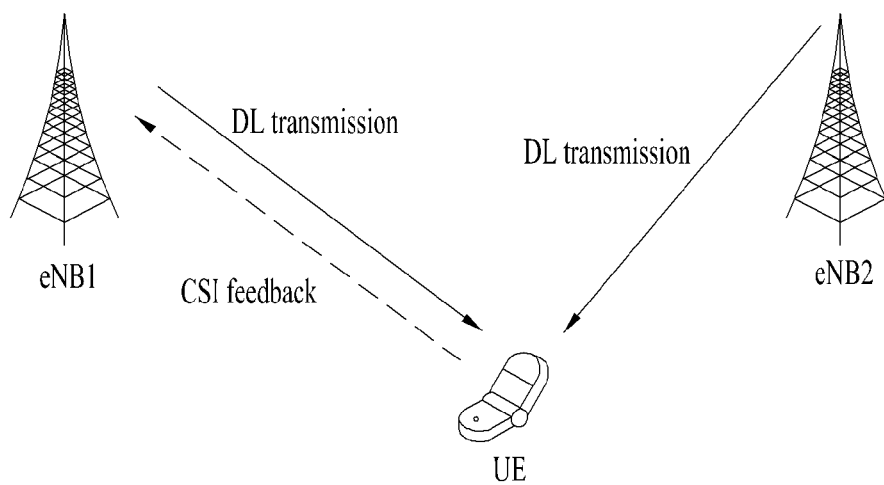 DL transmission
DL transmission
eNB1
CSI feedback
eNB2
UE